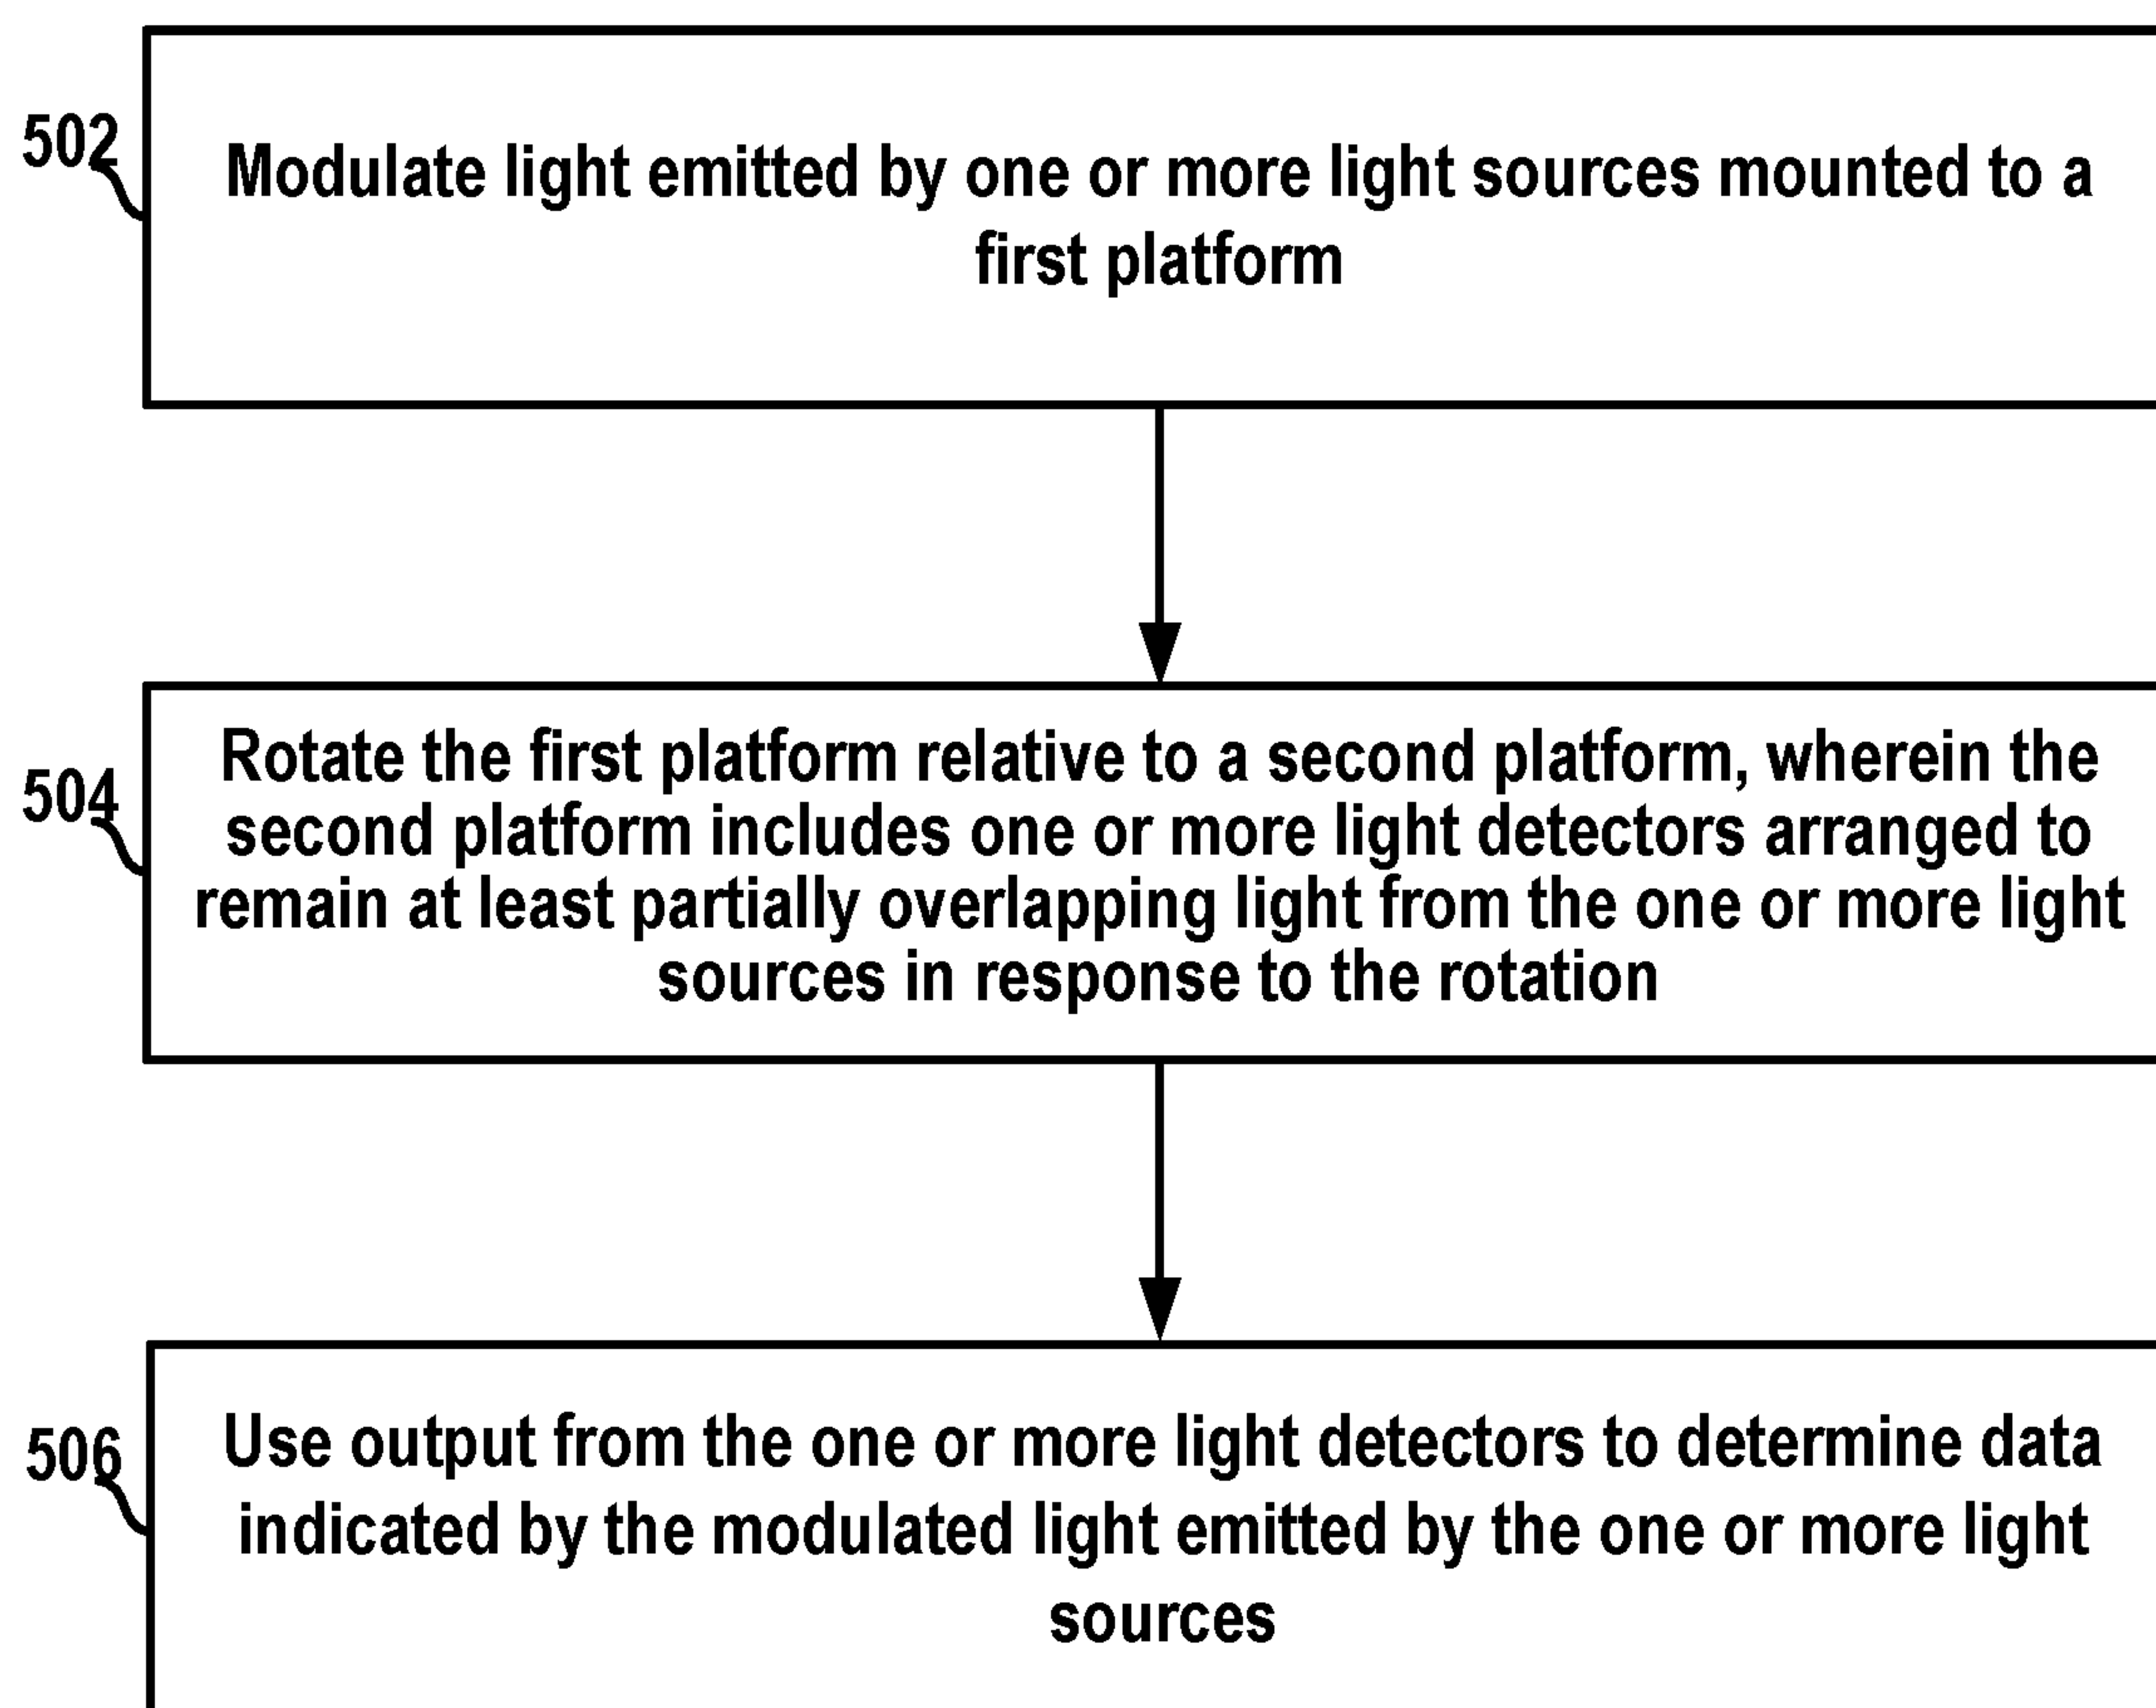 502
Modulate light emitted by one or more light sources mounted to a
first platform
504
Rotate the first platform relative to a second platform, wherein the
second platform includes one or more light detectors arranged to
remain at least partially overlapping light from the one or more light
sources in response to the rotation
506
Use output from the one or more light detectors to determine data
indicated by the modulated light emitted by the one or more light
sources